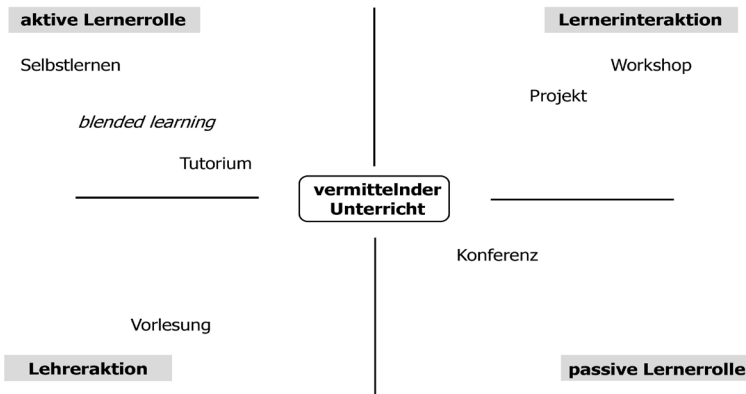 aktive Lernerrolle
Lernerinteraktion
Selbstlernen
Workshop
Projekt
blended learning
Tutorium
vermittelnder
Unterricht
Konferenz
Vorlesung
Lehreraktion
passive Lernerrolle